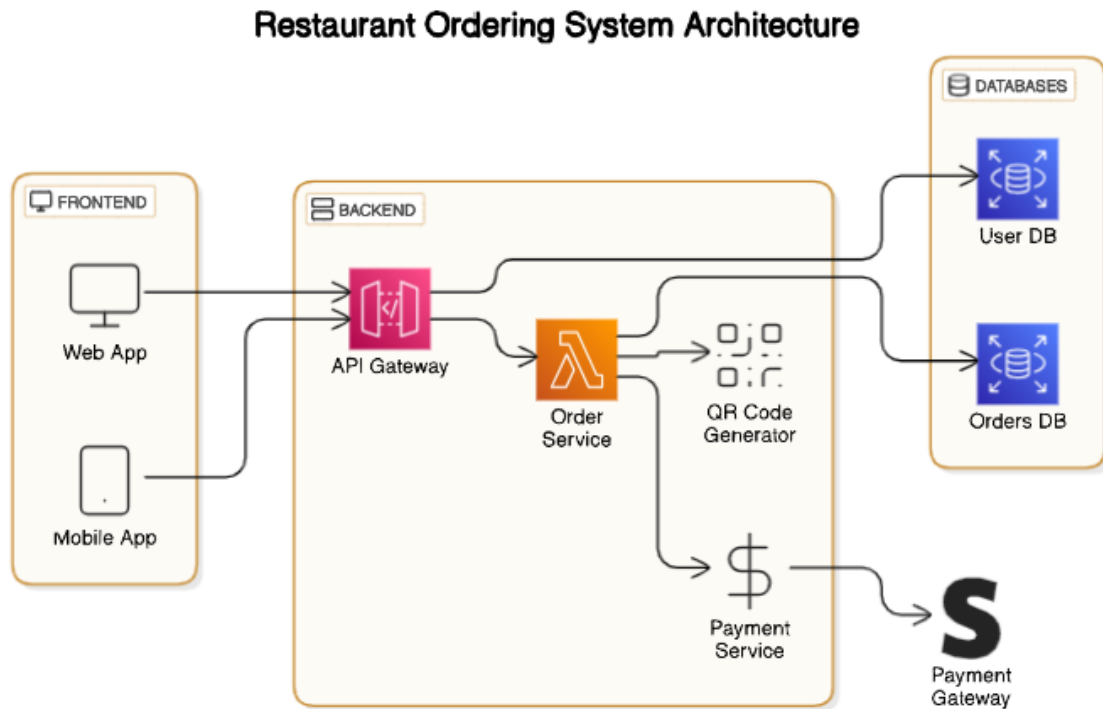 Restaurant Ordering System Architecture
DATABASES
User DB
Orders DB
FRONTEND
Web App
Mobile App
BACKEND
API Gateway
Order
Service
QR Code
Generator
Payment
Service
S
Payment
Gateway